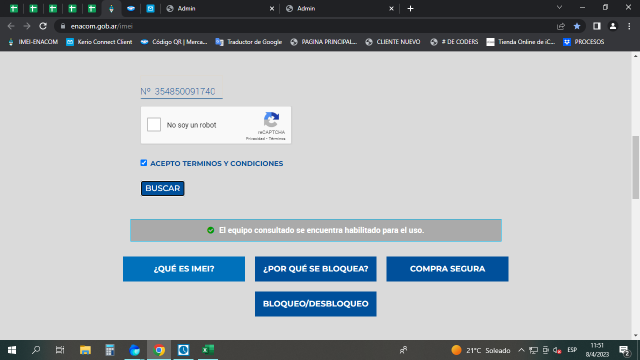 Admin
Admin
enacom.gob.ar/imei
IMEI-ENACOM
Kerio Connect Client
Código QR | Merca...
Traductor de Google
PAGINA PRINCIPAL...
CLIENTE NUEVO
# DE CODERS
Tienda Online de iC...
PROCESOS
Nº 354850091740
No soy un robot
reCAPTCHA
Privacidad - Términos
ACEPTO TERMINOS Y CONDICIONES
BUSCAR
El equipo consultado se encuentra habilitado para el uso.
¿QUÉ ES IMEI?
¿POR QUÉ SE BLOQUEA?
COMPRA SEGURA
BLOQUEO/DESBLOQUEO
21°C Soleado
ESP
11:51
8/4/2023